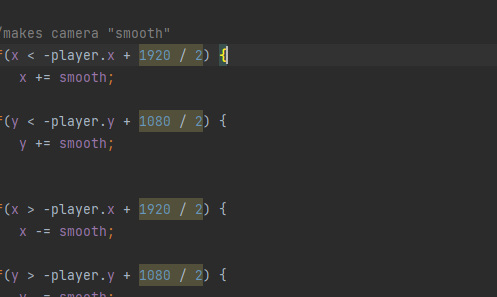 /makes camera "smooth"
f(x < -player.x + 1920 / 2) {
x += smooth;
f(y < -player.y + 1080 / 2) {
y += smooth;
f(x > -player.x + 1920 / 2) {
x -= smooth;
f(y > -player.y + 1080 / 2) {
y -= smooth;